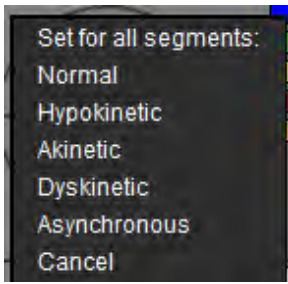 Set for all segments:
Normal
Hypokinetic
Akinetic
Dyskinetic
Asynchronous
Cancel